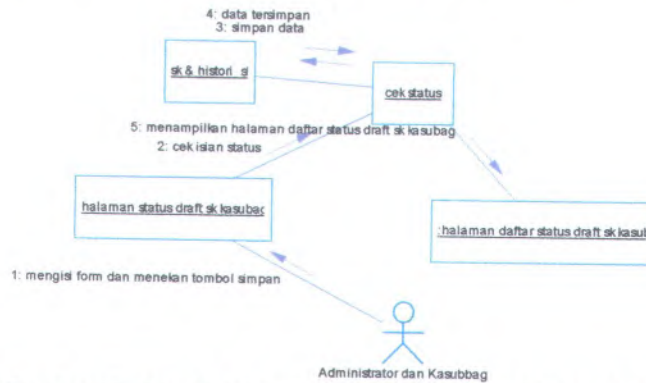 4: data tersimpan
3: simpan data
sk & histori sl
cek status
5: menampilkan halaman daftar status draft sk kasubag
2: cek isian status
halaman status draft sk kasubag
:halaman daftar status draft sk kasub
1: mengisi form dan menekan tombol simpan
Administrator dan Kasubbag